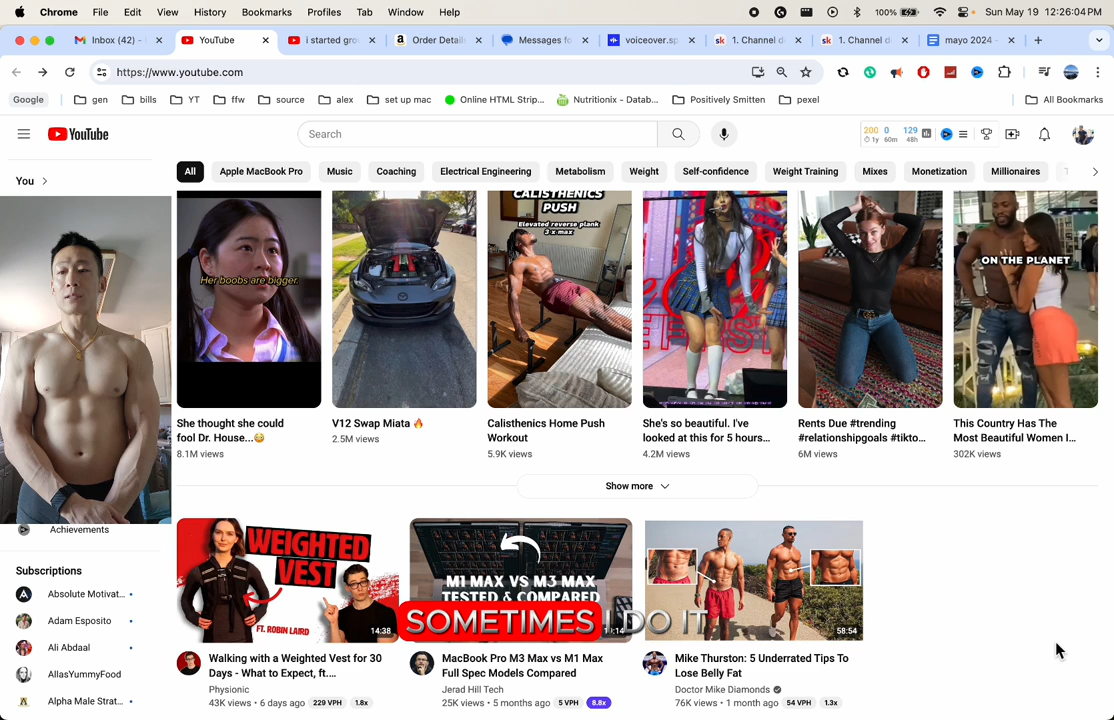 Chrome File Edit View History Bookmarks Profiles Tab Window Help 100% Sun May 19 12:26:04 PM
Inbox (42) - YouTube i started gro Order Detail Messages fo voiceover.sp 1. Channel d 1. Channel d mayo 2024 -
https://www.youtube.com
Google gen bills YT ffw source alex set up mac Online HTML Strip... Nutritionix - Datab... Positively Smitten pexel All Bookmarks
YouTube Search 200 0 129
1y 60m 48h
All Apple MacBook Pro Music Coaching Electrical Engineering Metabolism Weight Self-confidence Weight Training Mixes Monetization Millionaires
You
CALISTHENICS
PUSH
Elevated reverse plank
3 x max
ON THE PLANET
Her boobs are bigger.
She thought she could
fool Dr. House...
8.1M views
V12 Swap Miata
2.5M views
Calisthenics Home Push
Workout
5.9K views
She's so beautiful. I've
looked at this for 5 hours...
4.2M views
Rents Due #trending
#relationshipgoals #tikto...
6M views
This Country Has The
Most Beautiful Women I...
302K views
Show more
Achievements
Subscriptions
Absolute Motivat...
Adam Esposito
Ali Abdaal
AllasYummyFood
Alpha Male Strat...
WEIGHTED
VEST
FT. ROBIN LAIRD
14:38
M1 MAX VS M3 MAX
TESTED & COMPARED
SOMETIMES I DO IT
58:54
Walking with a Weighted Vest for 30
Days - What to Expect, ft....
Physionic
43K views • 6 days ago 229 VPH 1.8x
MacBook Pro M3 Max vs M1 Max
Full Spec Models Compared
Jerad Hill Tech
25K views • 5 months ago 5 VPH 8.8x
Mike Thurston: 5 Underrated Tips To
Lose Belly Fat
Doctor Mike Diamonds
76K views • 1 month ago 54 VPH 1.3x